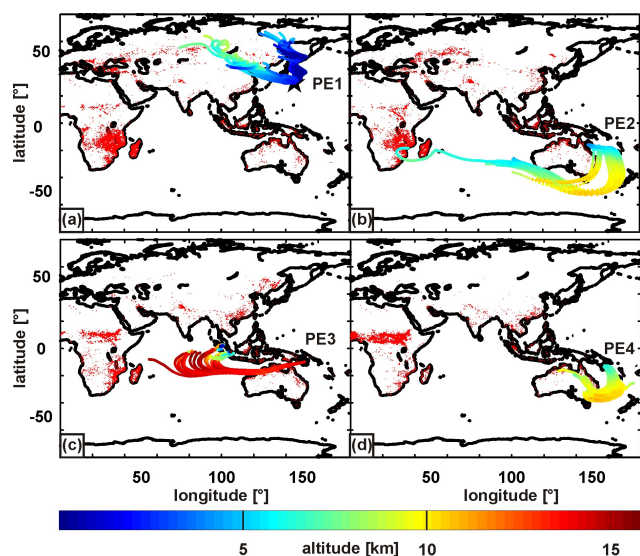 50
0
-50
latitude [°]
PE1
(a)
PE2
(b)
50
0
-50
latitude [°]
PE3
(c)
PE4
(d)
50 100 150
50 100 150
longitude [°]
longitude [°]
5 10 15
altitude [km]